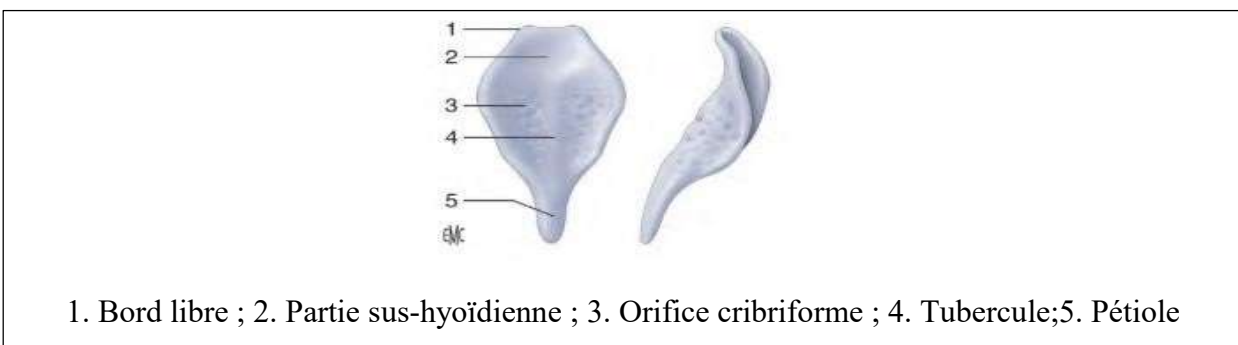 1
2
3
4
5
EMC
1. Bord libre ; 2. Partie sus-hyoïdienne ; 3. Orifice cribriforme ; 4. Tubercule;5. Pétiole